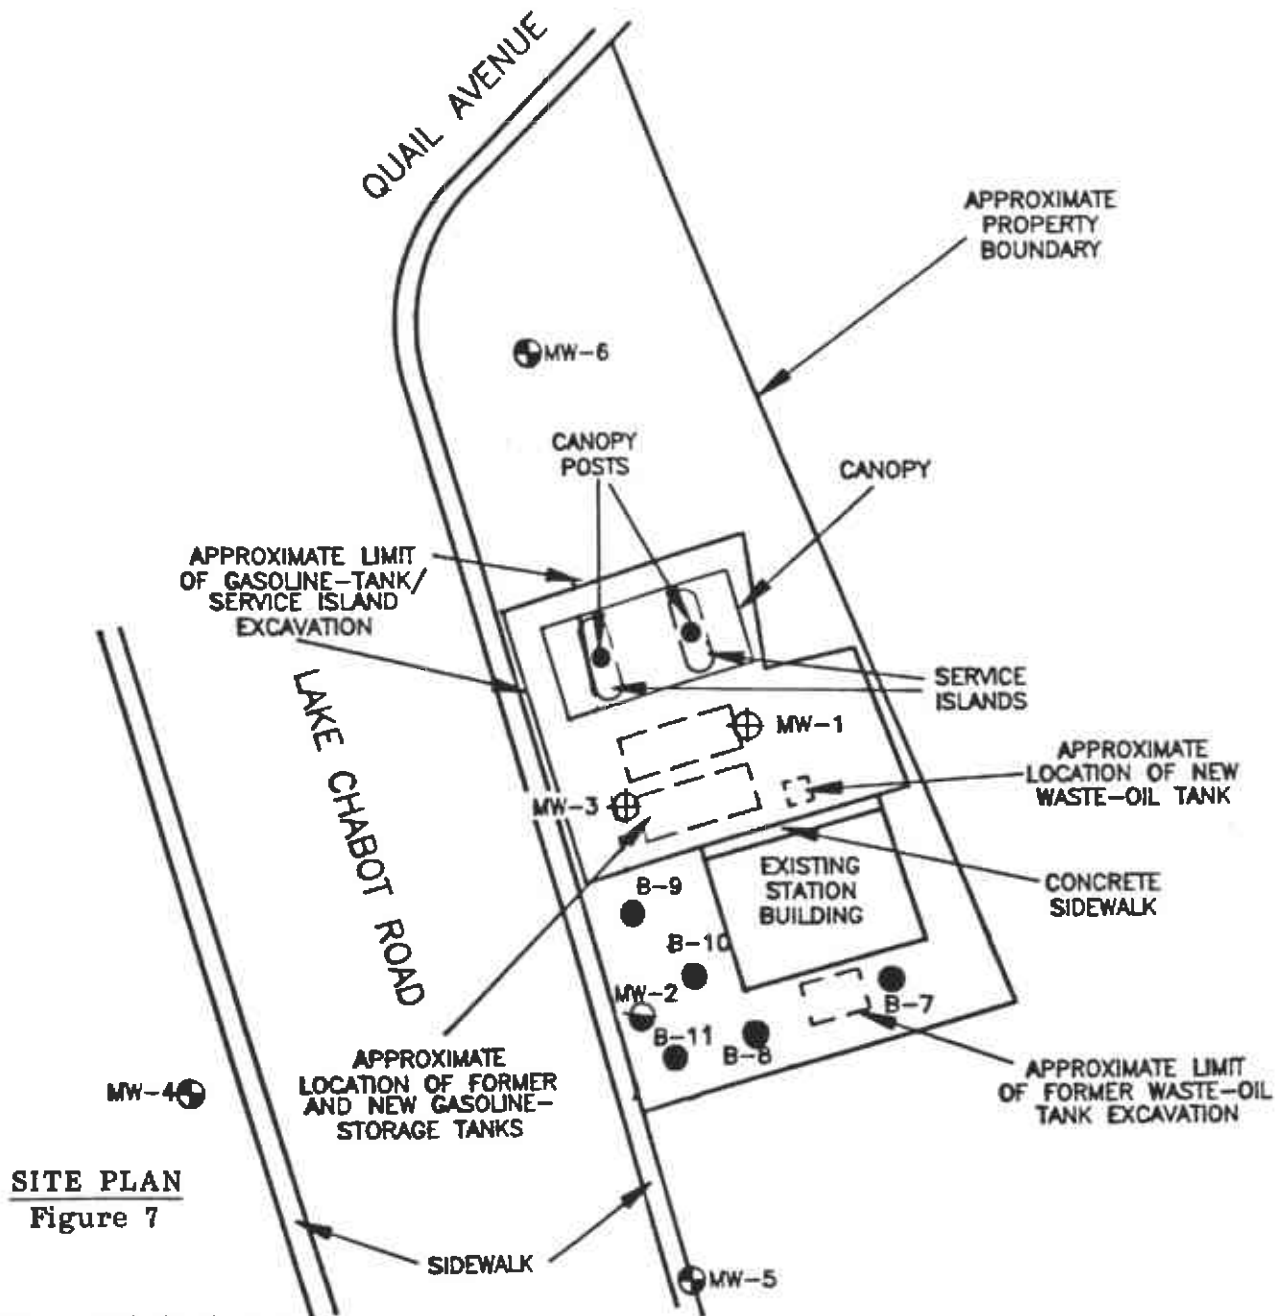 QUAIL AVENUE
APPROXIMATE
PROPERTY
BOUNDARY
MW-6
CANOPY
POSTS
CANOPY
APPROXIMATE LIMIT
OF GASOLINE-TANK/
SERVICE ISLAND
EXCAVATION
LAKE CHABOT ROAD
SERVICE
ISLANDS
MW-1
APPROXIMATE
LOCATION OF NEW
WASTE-OIL TANK
MW-3
EXISTING
STATION
BUILDING
CONCRETE
SIDEWALK
B-9
B-10
MW-2
B-11
B-8
B-7
APPROXIMATE
LOCATION OF FORMER
AND NEW GASOLINE-
STORAGE TANKS
APPROXIMATE LIMIT
OF FORMER WASTE-OIL
TANK EXCAVATION
MW-4
SITE PLAN
Figure 7
SIDEWALK
MW-5